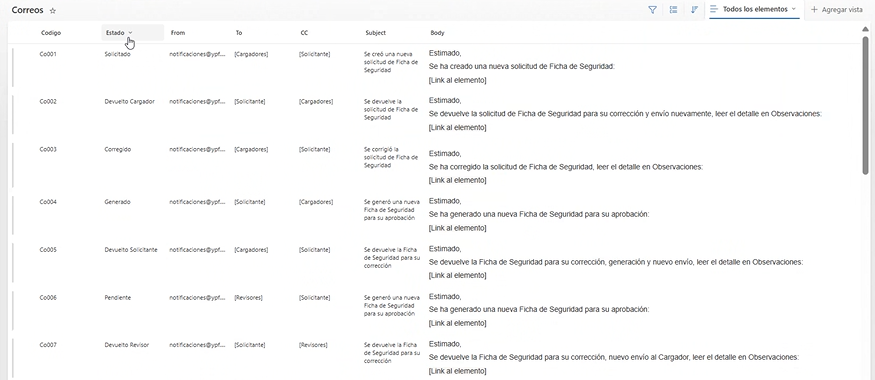 Correos
Todos los elementos
Agregar vista
Codigo Estado From To CC Subject Body
Co001 Solicitado notificaciones@ypf... [Cargadores] [Solicitante] Se creó una nueva solicitud de Ficha de Seguridad
Estimado,
Se ha creado una nueva solicitud de Ficha de Seguridad:
[Link al elemento]
Co002 Devuelto Cargador notificaciones@ypf... [Solicitante] [Cargadores] Se devuelve la solicitud de Ficha de Seguridad
Estimado,
Se devuelve la solicitud de Ficha de Seguridad para su corrección y envío nuevamente, leer el detalle en Observaciones:
[Link al elemento]
Co003 Corregido notificaciones@ypf... [Cargadores] [Solicitante] Se corrigió la solicitud de Ficha de Seguridad
Estimado,
Se ha corregido la solicitud de Ficha de Seguridad, leer el detalle en Observaciones:
[Link al elemento]
Co004 Generado notificaciones@ypf... [Solicitante] [Cargadores] Se generó una nueva Ficha de Seguridad para su aprobación
Estimado,
Se ha generado una nueva Ficha de Seguridad para su aprobación:
[Link al elemento]
Co005 Devuelto Solicitante notificaciones@ypf... [Cargadores] [Solicitante] Se devuelve la Ficha de Seguridad para su corrección
Estimado,
Se devuelve la Ficha de Seguridad para su corrección, generación y nuevo envío, leer el detalle en Observaciones:
[Link al elemento]
Co006 Pendiente notificaciones@ypf... [Revisores] [Solicitante] Se generó una nueva Ficha de Seguridad para su aprobación
Estimado,
Se ha generado una nueva Ficha de Seguridad para su aprobación:
[Link al elemento]
Co007 Devuelto Revisor notificaciones@ypf... [Solicitante] [Revisores] Se devuelve la Ficha de Seguridad para su corrección
Estimado,
Se devuelve la Ficha de Seguridad para su corrección, nuevo envío al Cargador, leer el detalle en Observaciones:
[Link al elemento]